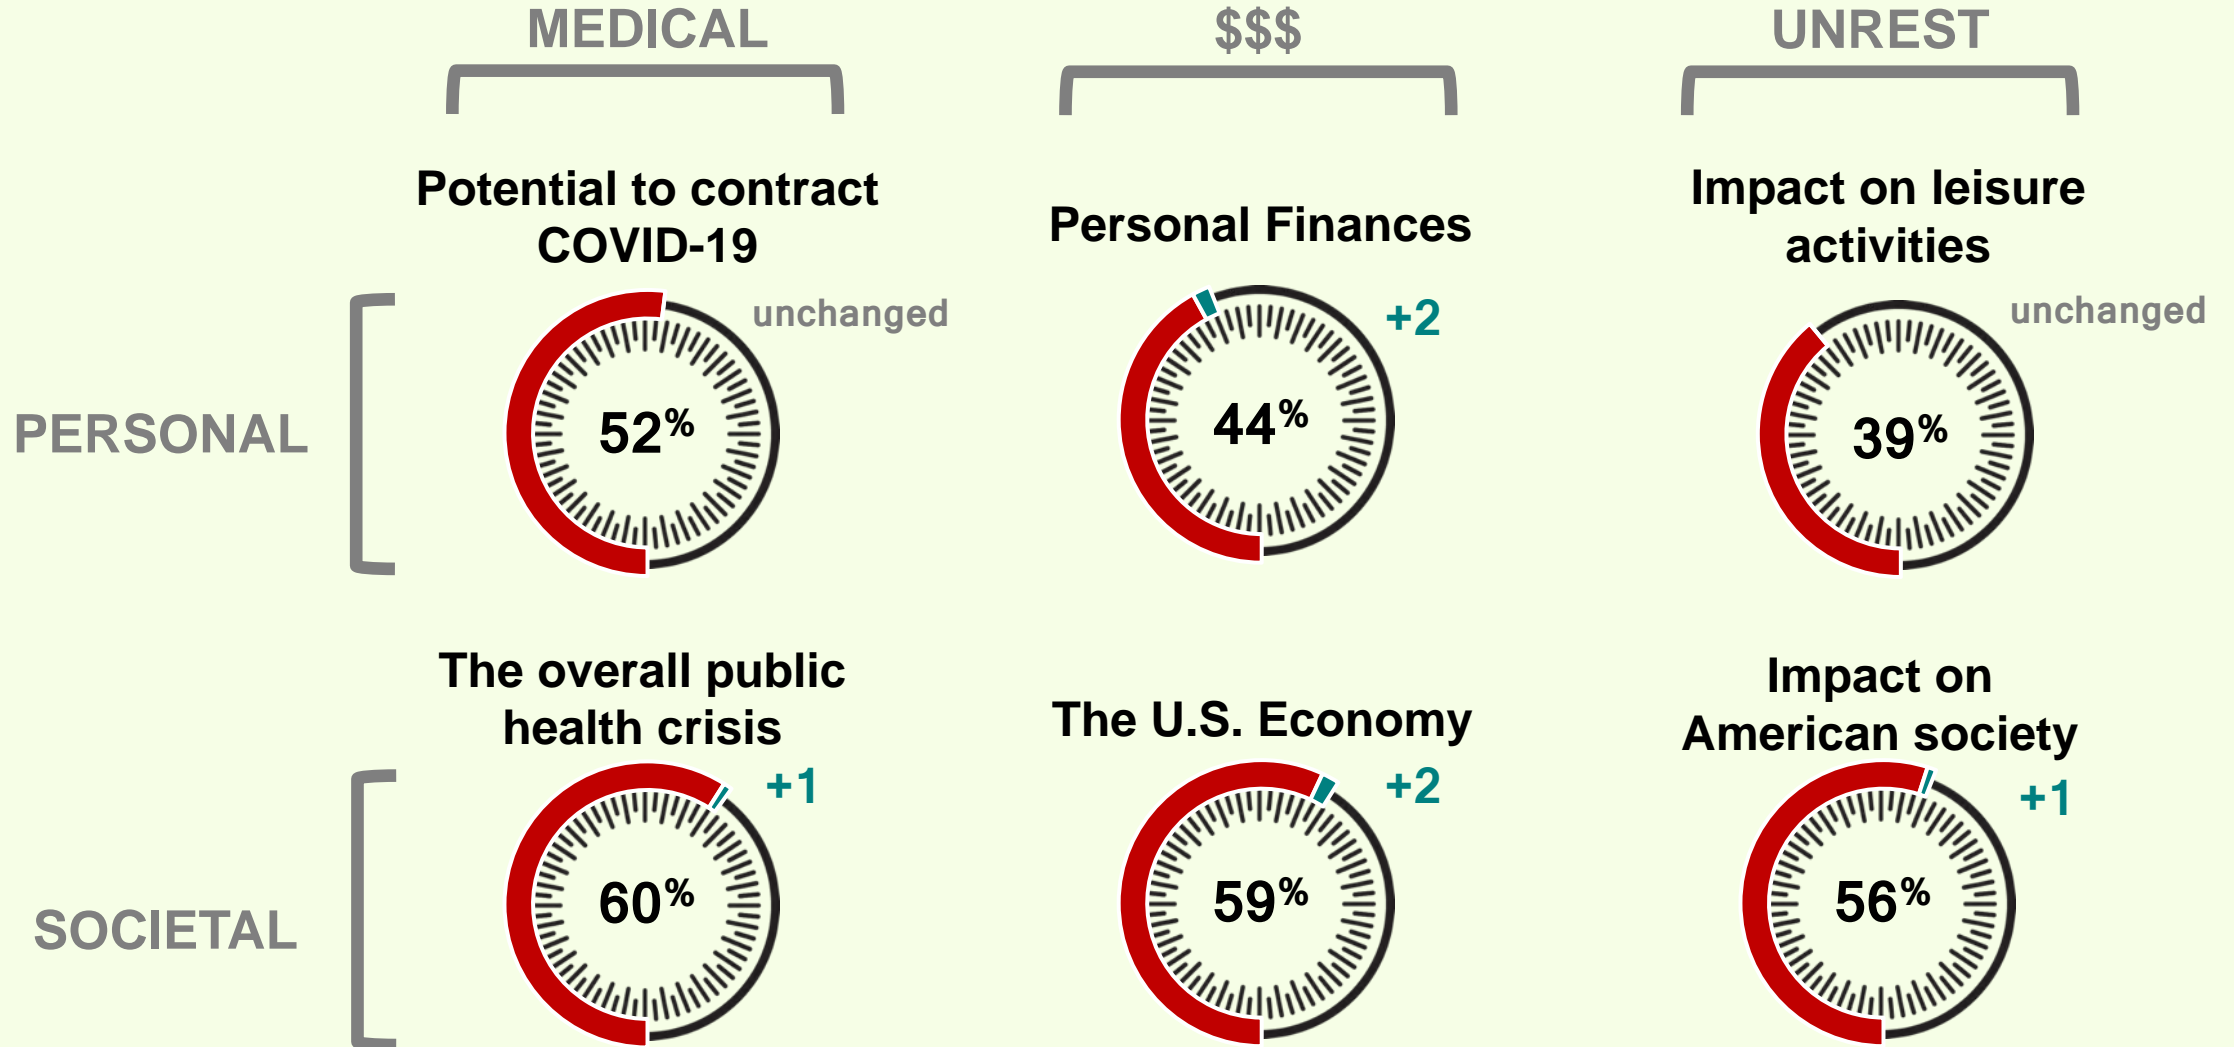 MEDICAL
$$$
UNREST
PERSONAL
Potential to contract
COVID-19
unchanged
52%
Personal Finances
+2
44%
Impact on leisure
activities
unchanged
39%
SOCIETAL
The overall public
health crisis
+1
60%
The U.S. Economy
+2
59%
Impact on
American society
+1
56%